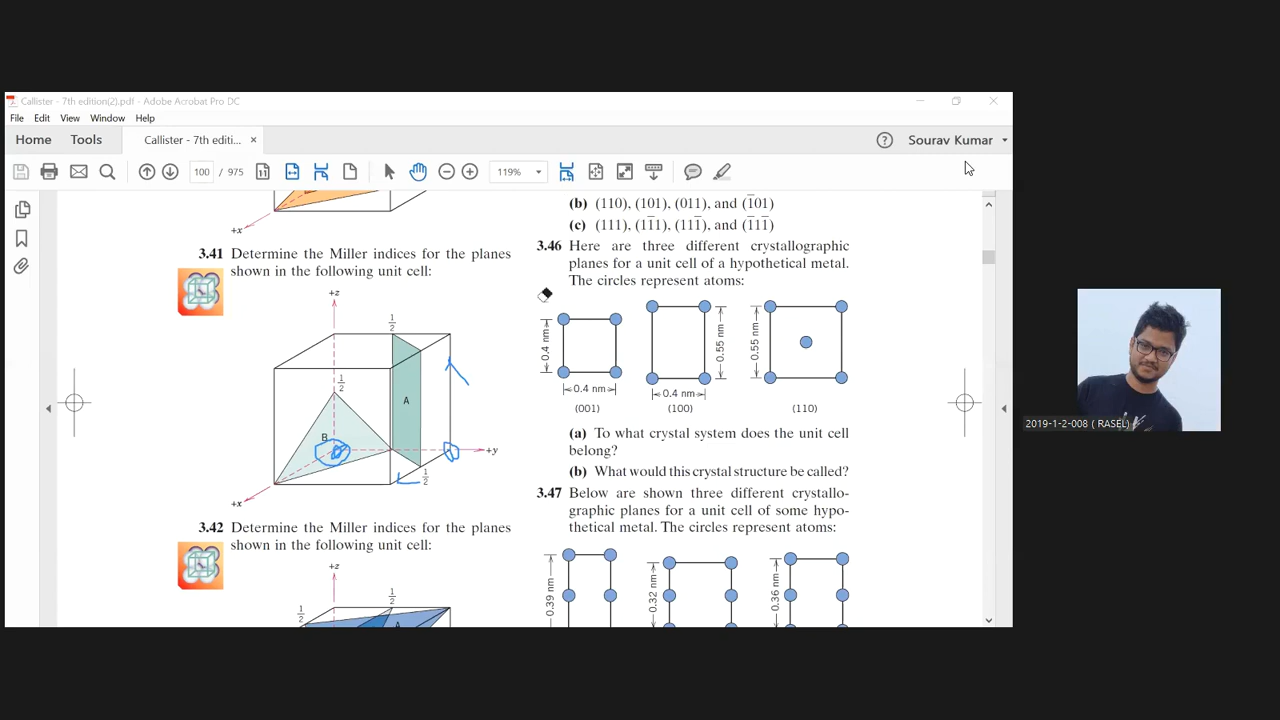 Callister - 7th edition(2).pdf - Adobe Acrobat Pro DC
File Edit View Window Help
Home Tools Callister - 7th editi... × Sourav Kumar
100 / 975 119%
+x
3.41 Determine the Miller indices for the planes
shown in the following unit cell:
+z
1/2
1/2
A
B
+y
1/2
+x
3.42 Determine the Miller indices for the planes
shown in the following unit cell:
+z
1/2
1/2
A
(b) (110), (101), (011), and (1̅01)
(c) (111), (11̅1), (111̅), and (1̅11̅)
3.46 Here are three different crystallographic
planes for a unit cell of a hypothetical metal.
The circles represent atoms:
0.4 nm
0.4 nm
(001)
0.55 nm
0.4 nm
(100)
0.55 nm
(110)
(a) To what crystal system does the unit cell
belong?
(b) What would this crystal structure be called?
3.47 Below are shown three different crystallo-
graphic planes for a unit cell of some hypo-
thetical metal. The circles represent atoms:
0.39 nm
0.32 nm
0.36 nm
2019-1-2-008 ( RASEL)